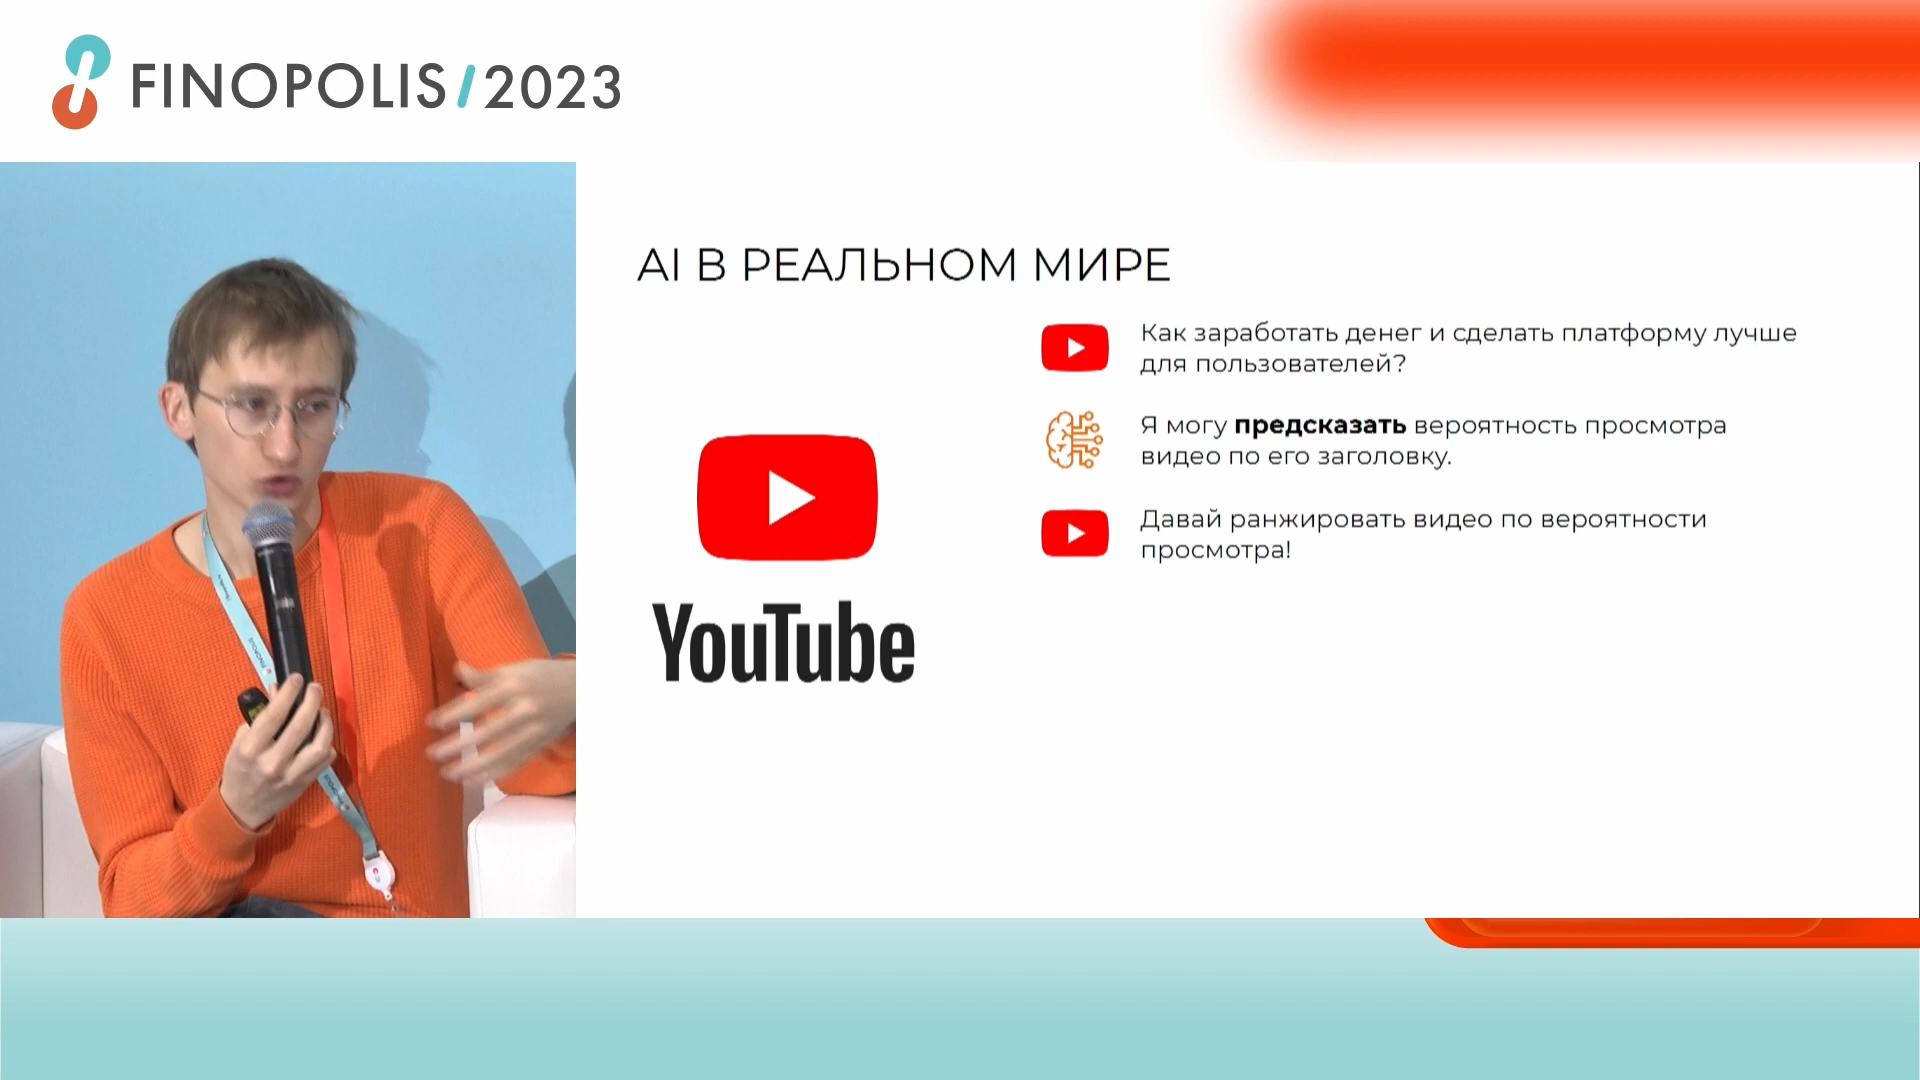 FINOPOLIS/2023
AI В РЕАЛЬНОМ МИРЕ
Как заработать денег и сделать платформу лучше
для пользователей?
Я могу предсказать вероятность просмотра
видео по его заголовку.
Давай ранжировать видео по вероятности
просмотра!
YouTube